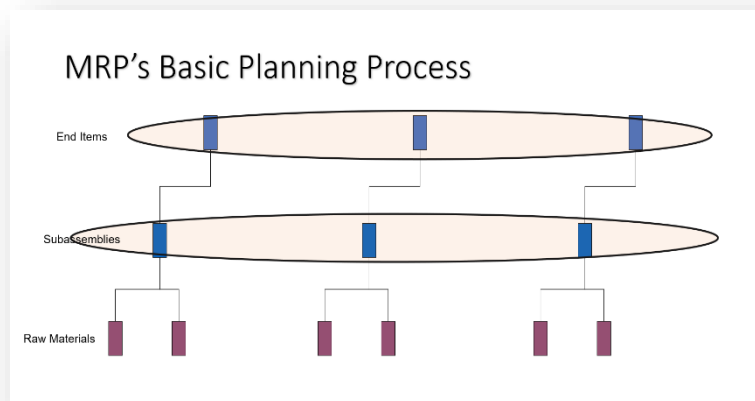 MRP's Basic Planning Process
End Items
Subassemblies
Raw Materials